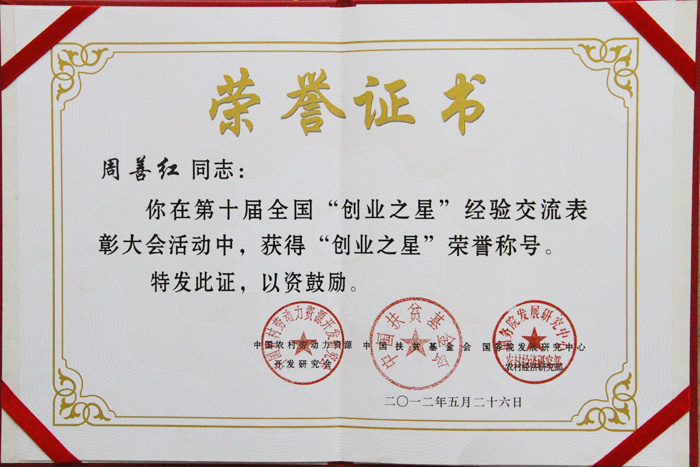 荣誉证书
周善红 同志：
你在第十届全国“创业之星”经验交流表
彰大会活动中，获得“创业之星”荣誉称号。
特发此证，以资鼓励。
中国农村劳动力资源 中国扶贫基金会 国务院发展研究中心
开发研究会 农村经济研究部
二〇一二年五月二十六日